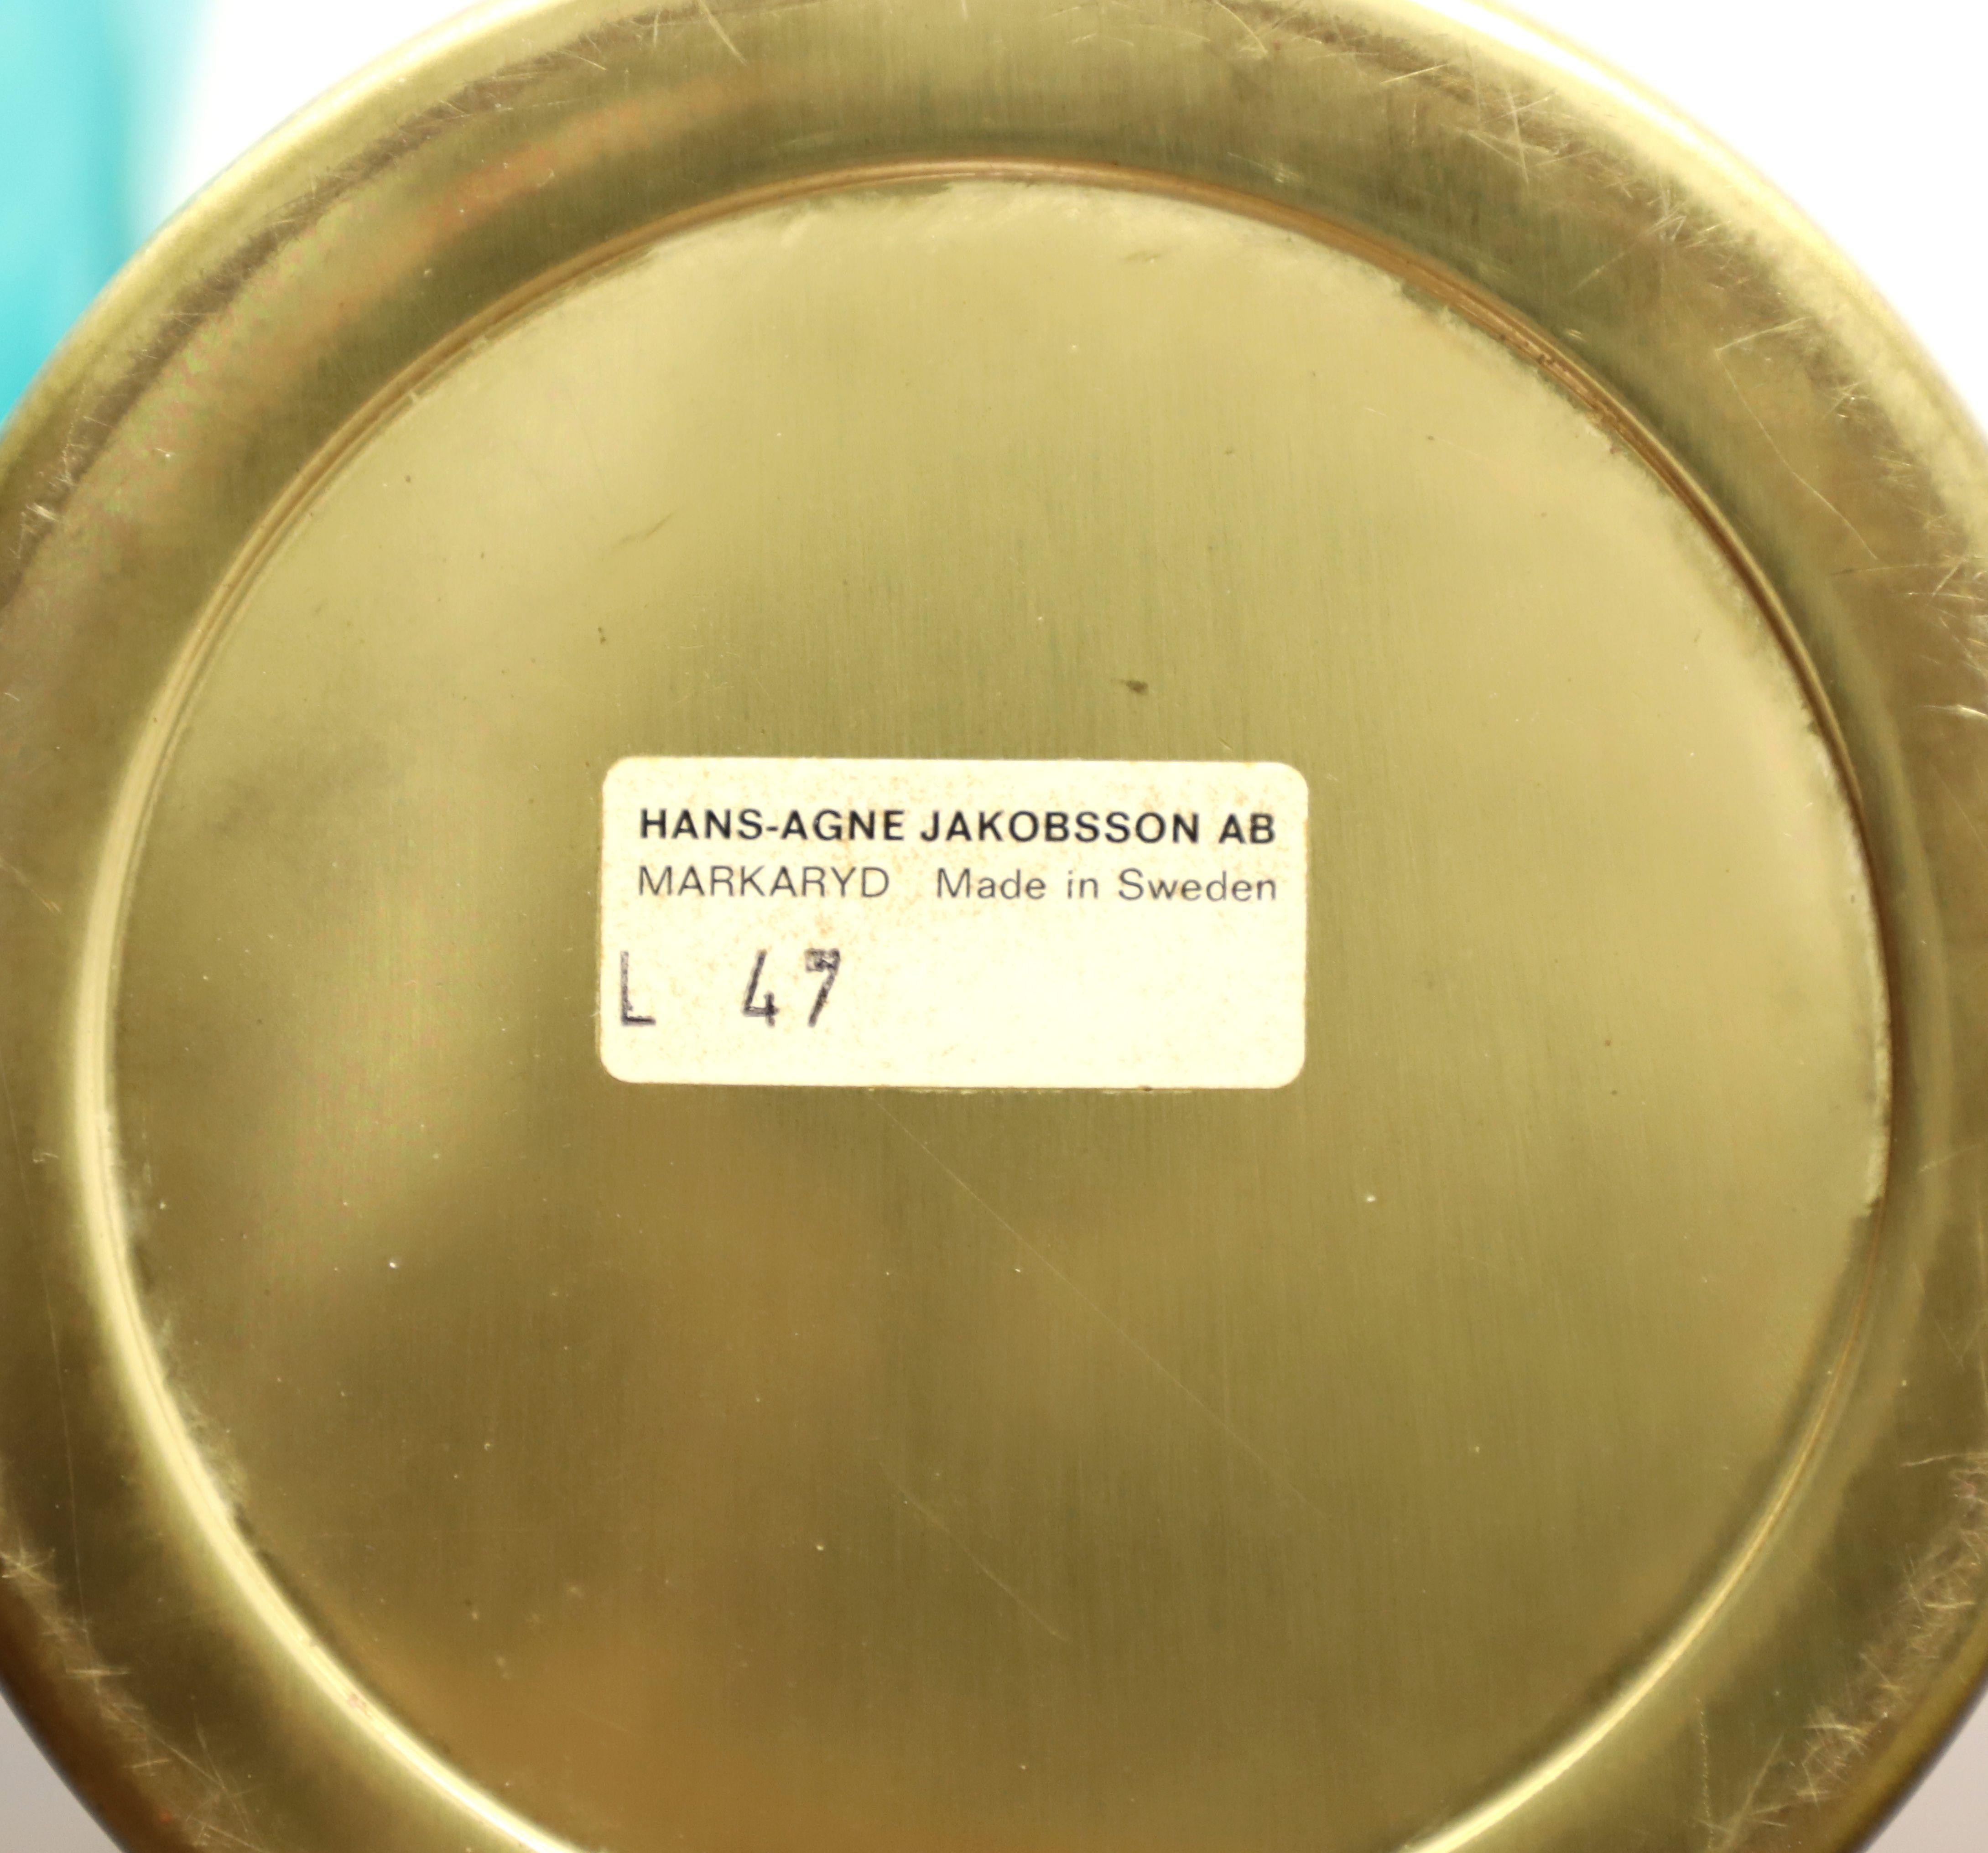 HANS-AGNE JAKOBSSON AB
MARKARYD Made in Sweden
L 47